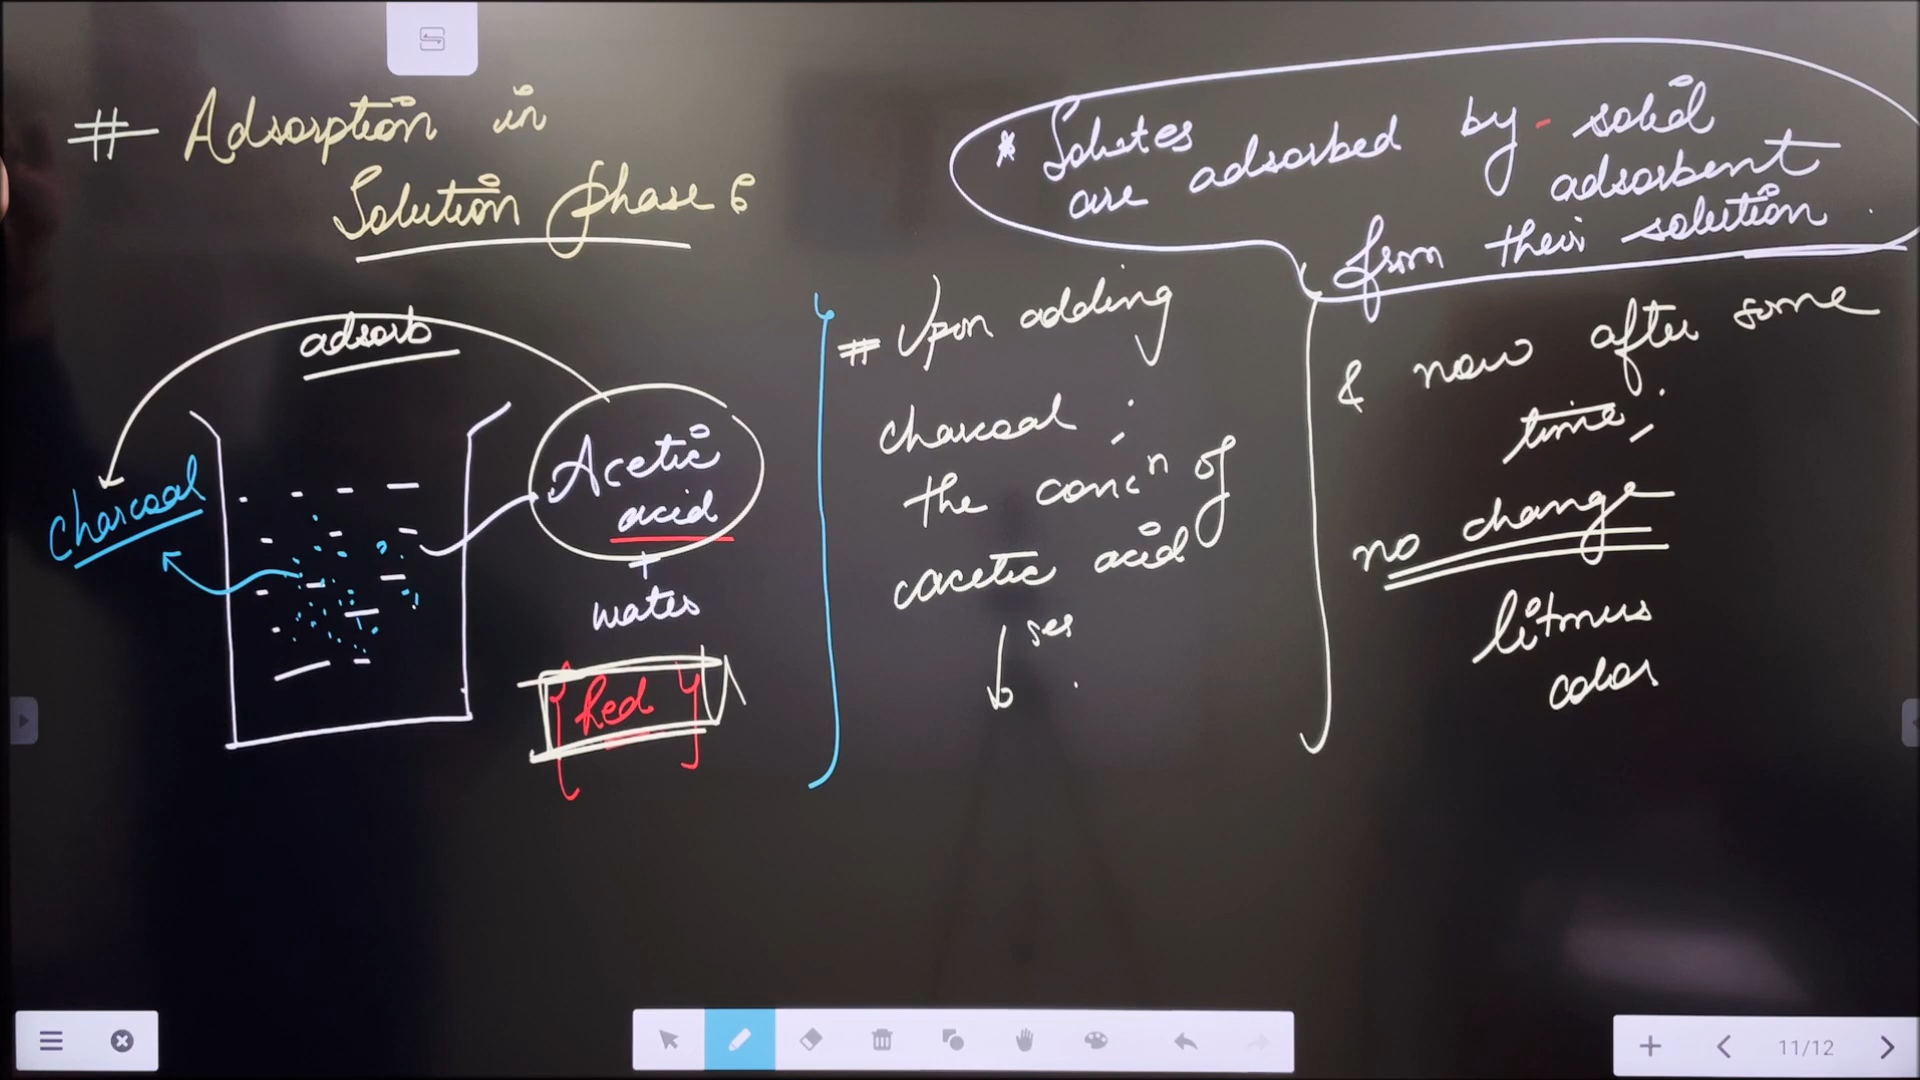 # Adsorption in
Solution phase :
* Solutes
are adsorbed by solid
adsorbent
from their solution.
adsorb
charcoal
Acetic
acid
+
water
Red
# Upon adding
charcoal ;
the concⁿ of
acetic acid
↓ ses
& now after some
time,
no change
litmus
color
11/12